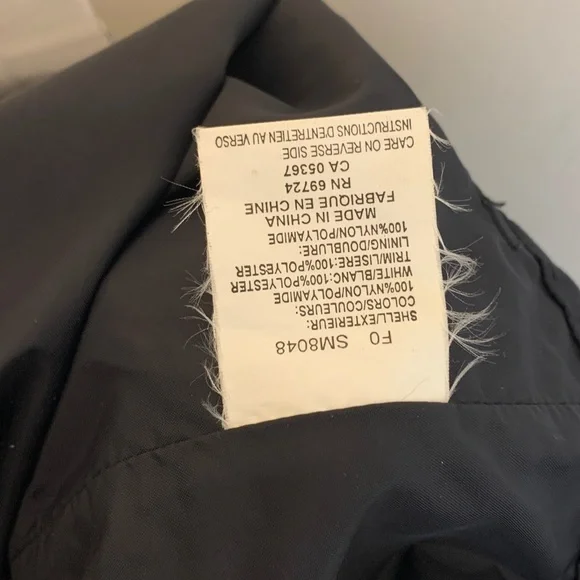 F0 SM8048
SHELL/EXTERIEUR:
COLORS/COULEURS:
100%NYLON/POLYAMIDE
WHITE/BLANC:100%POLYESTER
TRIM/LISERE:100%POLYESTER
LINING/DOUBLURE:
100%NYLON/POLYAMIDE
MADE IN CHINA
FABRIQUE EN CHINE
RN 69724
CA 05367
CARE ON REVERSE SIDE
INSTRUCTIONS D'ENTRETIEN AU VERSO